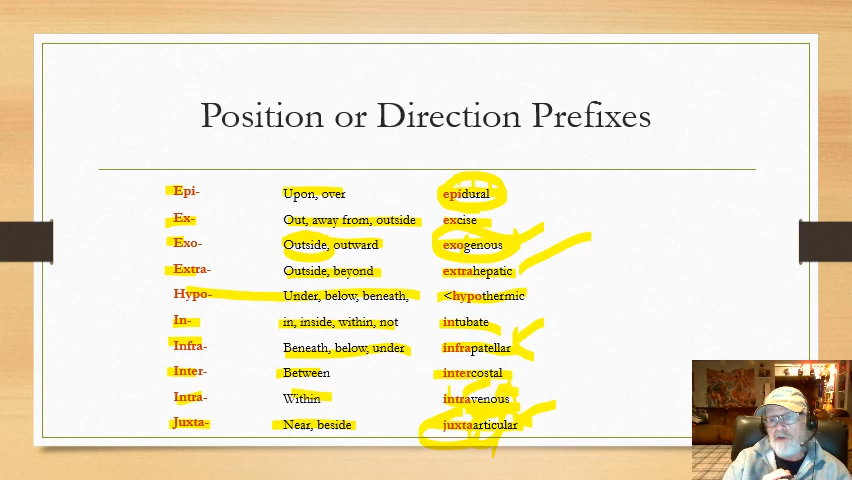 Position or Direction Prefixes
Epi- Upon, over epidural
Ex- Out, away from, outside excise
Exo- Outside, outward exogenous
Extra- Outside, beyond extrahepatic
Hypo- Under, below, beneath, <hypothermic
In- in, inside, within, not intubate
Infra- Beneath, below, under infrapatellar
Inter- Between intercostal
Intra- Within intravenous
Juxta- Near, beside juxtaarticular